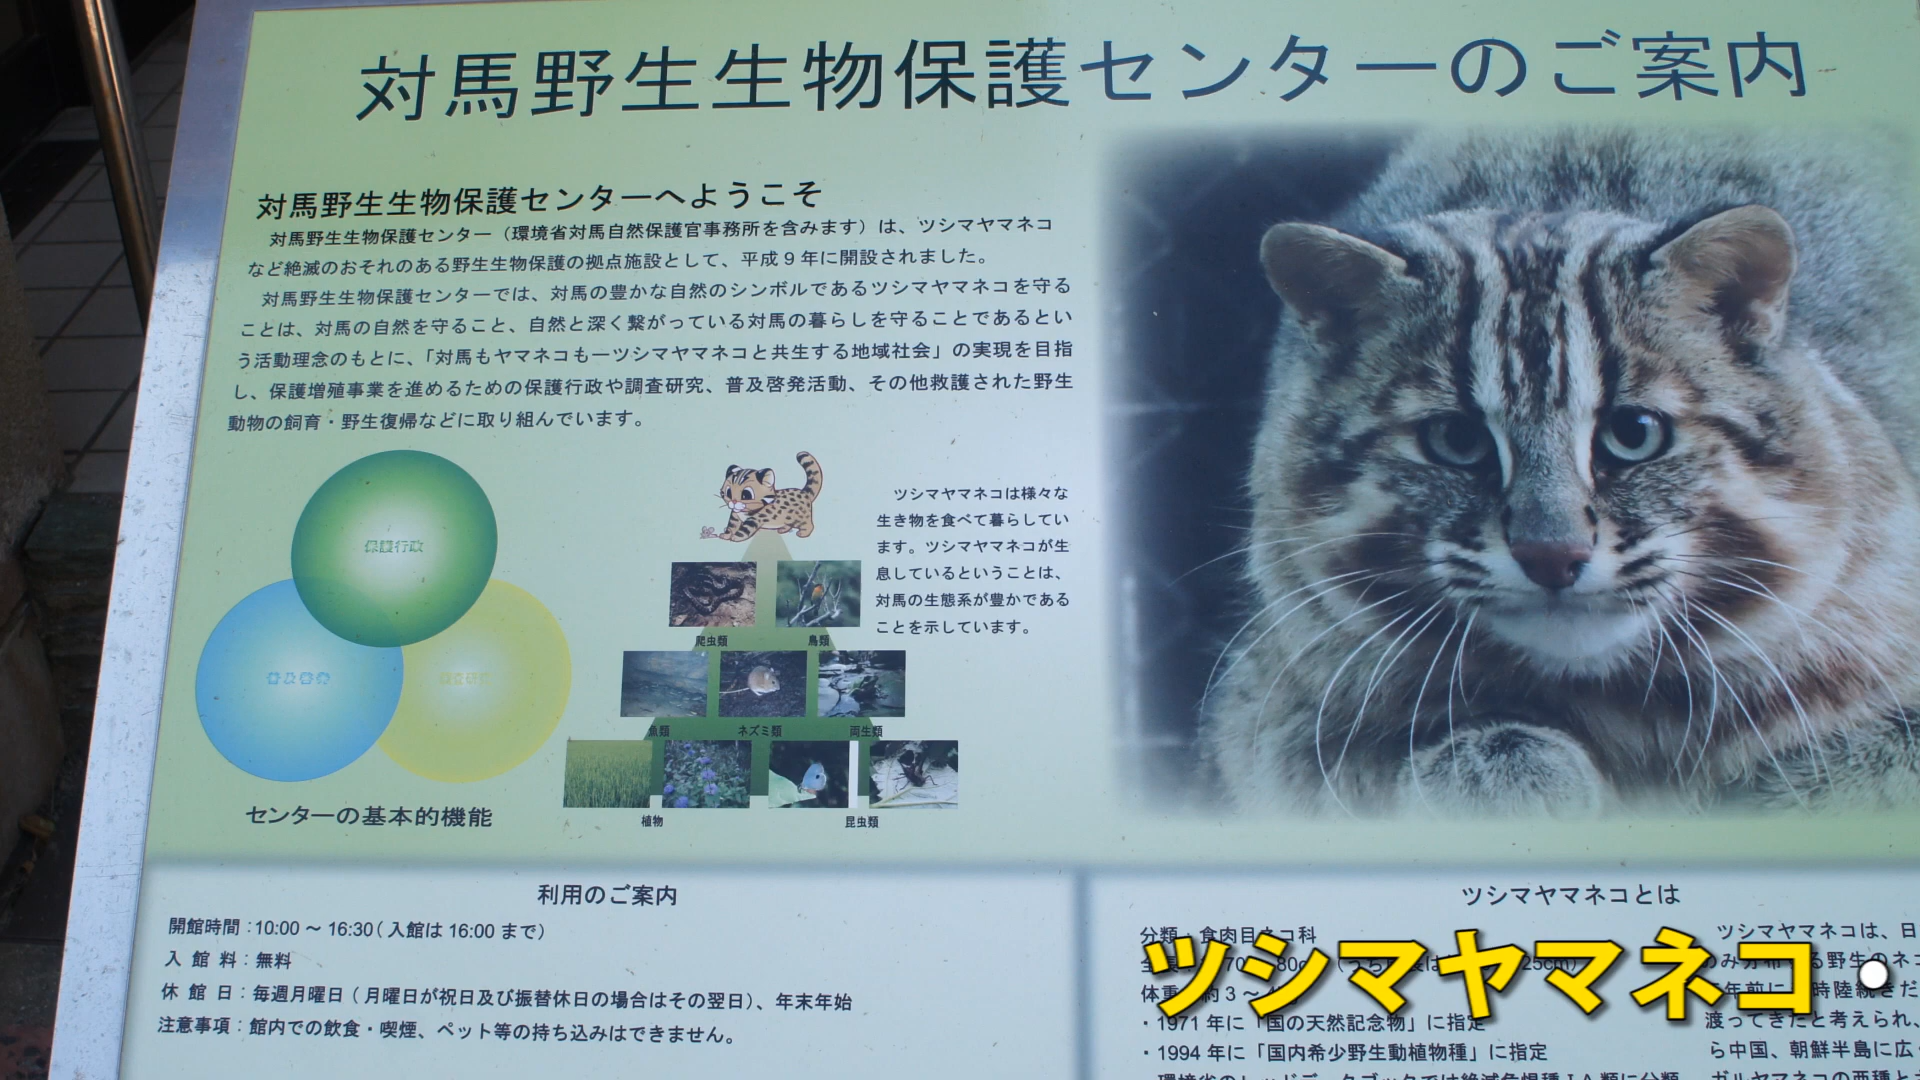 対馬野生生物保護センターのご案内
対馬野生生物保護センターへようこそ
対馬野生生物保護センター（環境省対馬自然保護官事務所を含みます）は、ツシマヤマネコ
など絶滅のおそれのある野生生物保護の拠点施設として、平成９年に開設されました。
対馬野生生物保護センターでは、対馬の豊かな自然のシンボルであるツシマヤマネコを守る
ことは、対馬の自然を守ること、自然と深く繋がっている対馬の暮らしを守ることであるとい
う活動理念のもとに、「対馬もヤマネコも―ツシマヤマネコと共生する地域社会」の実現を目指
し、保護増殖事業を進めるための保護行政や調査研究、普及啓発活動、その他救護された野生
動物の飼育・野生復帰などに取り組んでいます。
保護行政
普及啓発
調査研究
センターの基本的機能
ツシマヤマネコは様々な
生き物を食べて暮らしてい
ます。ツシマヤマネコが生
息しているということは、
対馬の生態系が豊かである
ことを示しています。
爬虫類 鳥類
魚類 ネズミ類 両生類
植物 昆虫類
利用のご案内
開館時間：10:00 ～ 16:30（入館は 16:00 まで）
入 館 料：無料
休 館 日：毎週月曜日（月曜日が祝日及び振替休日の場合はその翌日）、年末年始
注意事項：館内での飲食・喫煙、ペット等の持ち込みはできません。
ツシマヤマネコとは
分類：食肉目ネコ科
体重：約３～
・1971 年に「国の天然記念物」に指定
・1994 年に「国内希少野生動植物種」に指定
ツシマヤマネコは、日
渡ってきたと考えられ、
ら中国、朝鮮半島に広
ツシマヤマネコ・